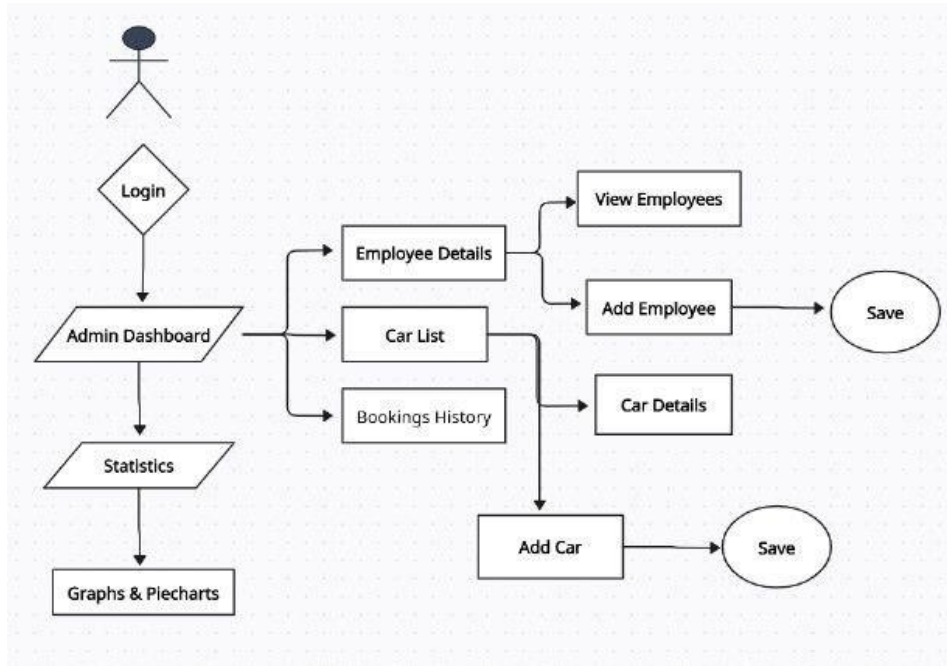 Login
View Employees
Employee Details
Add Employee
Save
Admin Dashboard
Car List
Car Details
Bookings History
Statistics
Add Car
Save
Graphs & Piecharts